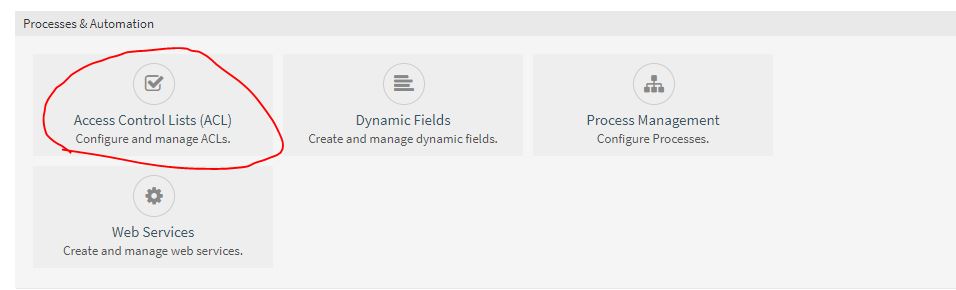 Processes & Automation
Access Control Lists (ACL)
Configure and manage ACLs.
Dynamic Fields
Create and manage dynamic fields.
Process Management
Configure Processes.
Web Services
Create and manage web services.